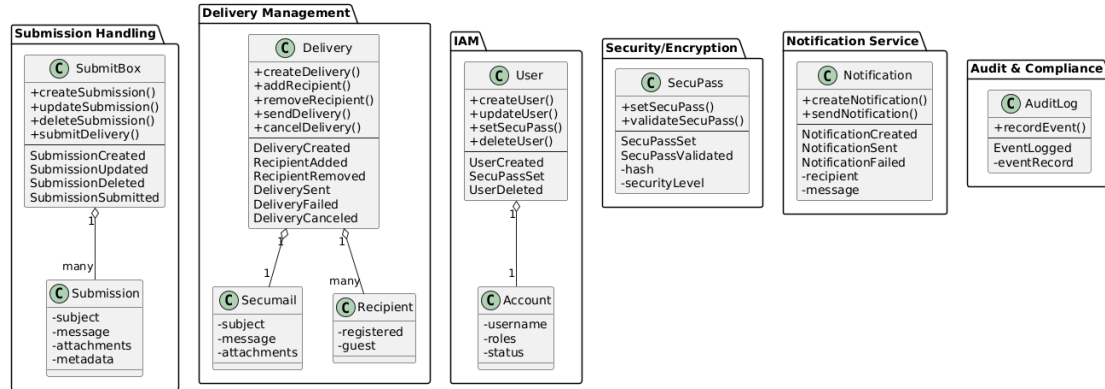 Submission Handling
C SubmitBox
+createSubmission()
+updateSubmission()
+deleteSubmission()
+submitDelivery()
SubmissionCreated
SubmissionUpdated
SubmissionDeleted
SubmissionSubmitted
1
many
C Submission
-subject
-message
-attachments
-metadata
Delivery Management
C Delivery
+createDelivery()
+addRecipient()
+removeRecipient()
+sendDelivery()
+cancelDelivery()
DeliveryCreated
RecipientAdded
RecipientRemoved
DeliverySent
DeliveryFailed
DeliveryCanceled
1 1
1 many
C Secumail
-subject
-message
-attachments
C Recipient
-registered
-guest
IAM
C User
+createUser()
+updateUser()
+setSecuPass()
+deleteUser()
UserCreated
SecuPassSet
UserDeleted
1
1
C Account
-username
-roles
-status
Security/Encryption
C SecuPass
+setSecuPass()
+validateSecuPass()
SecuPassSet
SecuPassValidated
-hash
-securityLevel
Notification Service
C Notification
+createNotification()
+sendNotification()
NotificationCreated
NotificationSent
NotificationFailed
-recipient
-message
Audit & Compliance
C AuditLog
+recordEvent()
EventLogged
-eventRecord